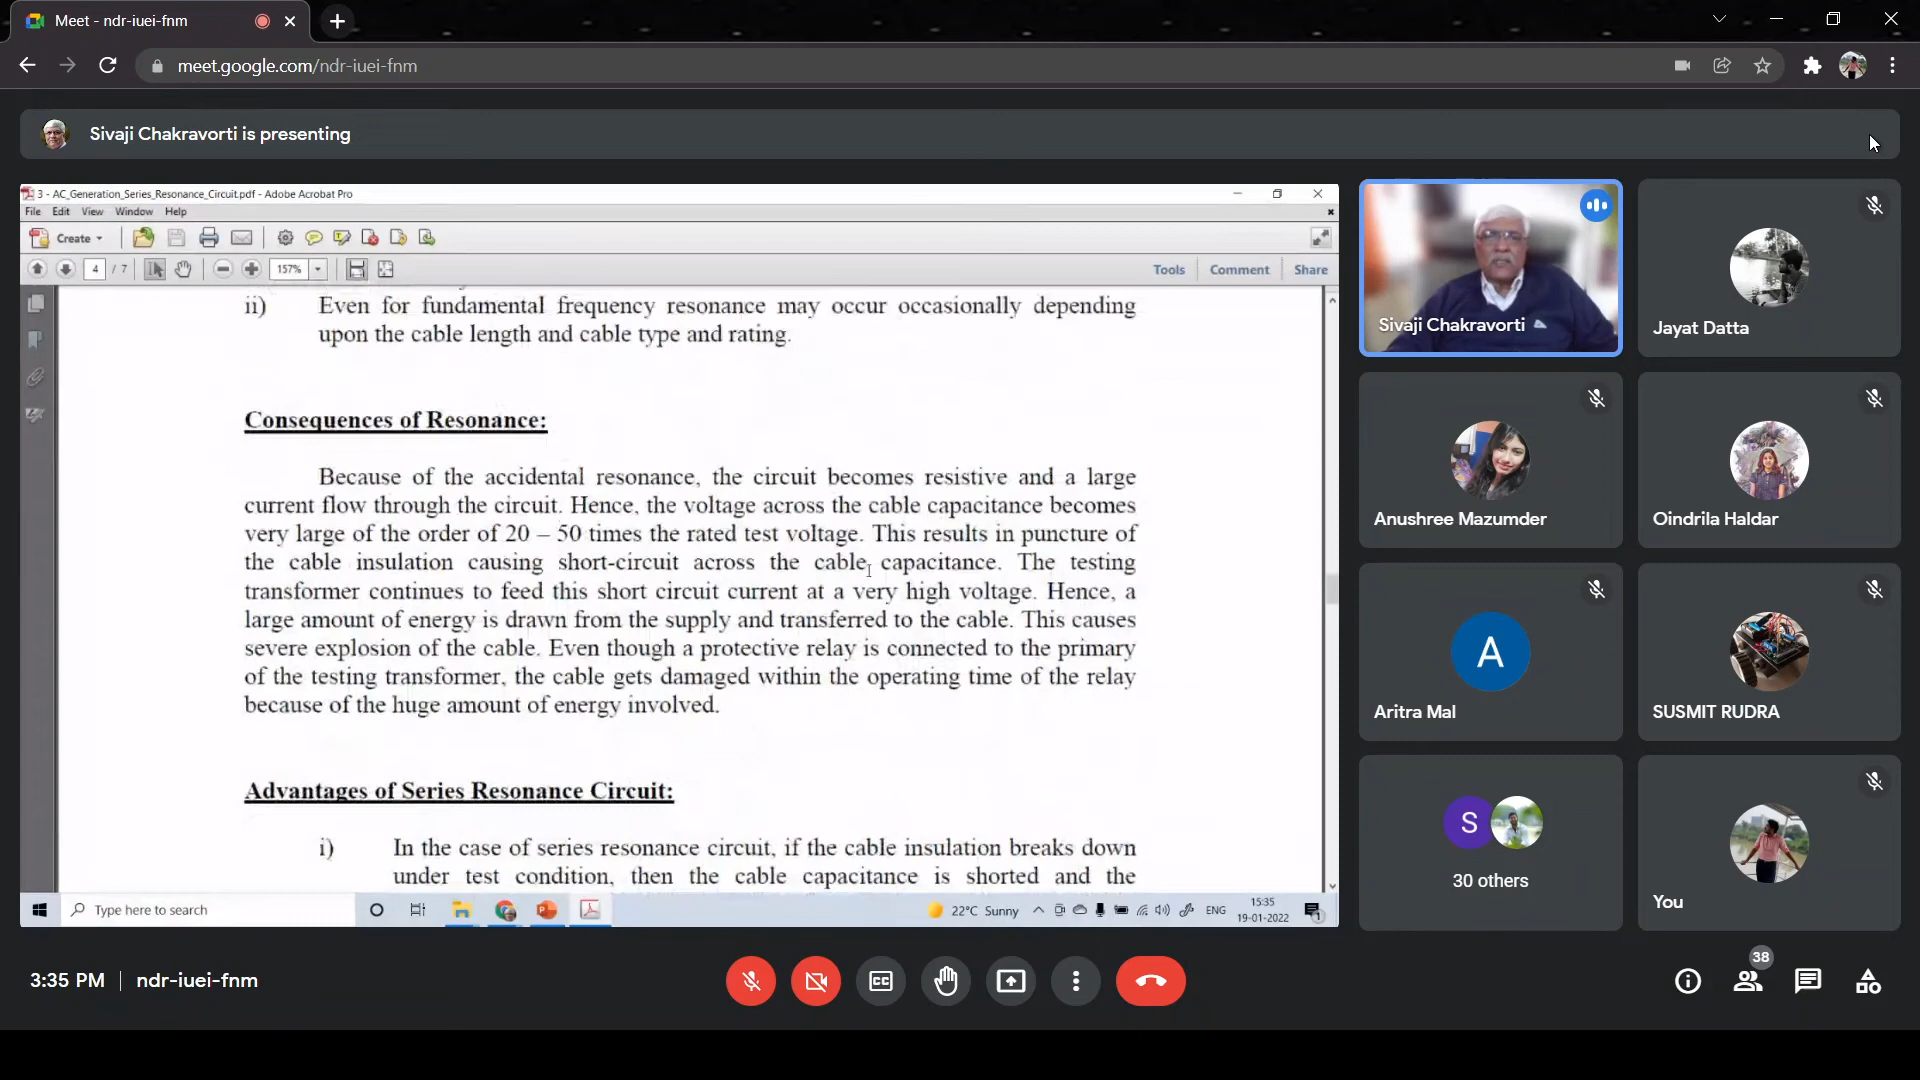 Meet - ndr-iuei-fnm
meet.google.com/ndr-iuei-fnm
Sivaji Chakravorti is presenting
3 - AC_Generation_Series_Resonance_Circuit.pdf - Adobe Acrobat Pro
File Edit View Window Help
Create
4 / 7 157% Tools Comment Share
ii) Even for fundamental frequency resonance may occur occasionally depending
upon the cable length and cable type and rating.
Consequences of Resonance:
Because of the accidental resonance, the circuit becomes resistive and a large
current flow through the circuit. Hence, the voltage across the cable capacitance becomes
very large of the order of 20 – 50 times the rated test voltage. This results in puncture of
the cable insulation causing short-circuit across the cable capacitance. The testing
transformer continues to feed this short circuit current at a very high voltage. Hence, a
large amount of energy is drawn from the supply and transferred to the cable. This causes
severe explosion of the cable. Even though a protective relay is connected to the primary
of the testing transformer, the cable gets damaged within the operating time of the relay
because of the huge amount of energy involved.
Advantages of Series Resonance Circuit:
i) In the case of series resonance circuit, if the cable insulation breaks down
under test condition, then the cable capacitance is shorted and the
Type here to search
22°C Sunny
ENG
15:35
19-01-2022
1
Sivaji Chakravorti
Jayat Datta
Anushree Mazumder
Oindrila Haldar
A
Aritra Mal
SUSMIT RUDRA
S
30 others
You
3:35 PM ndr-iuei-fnm
CC
38